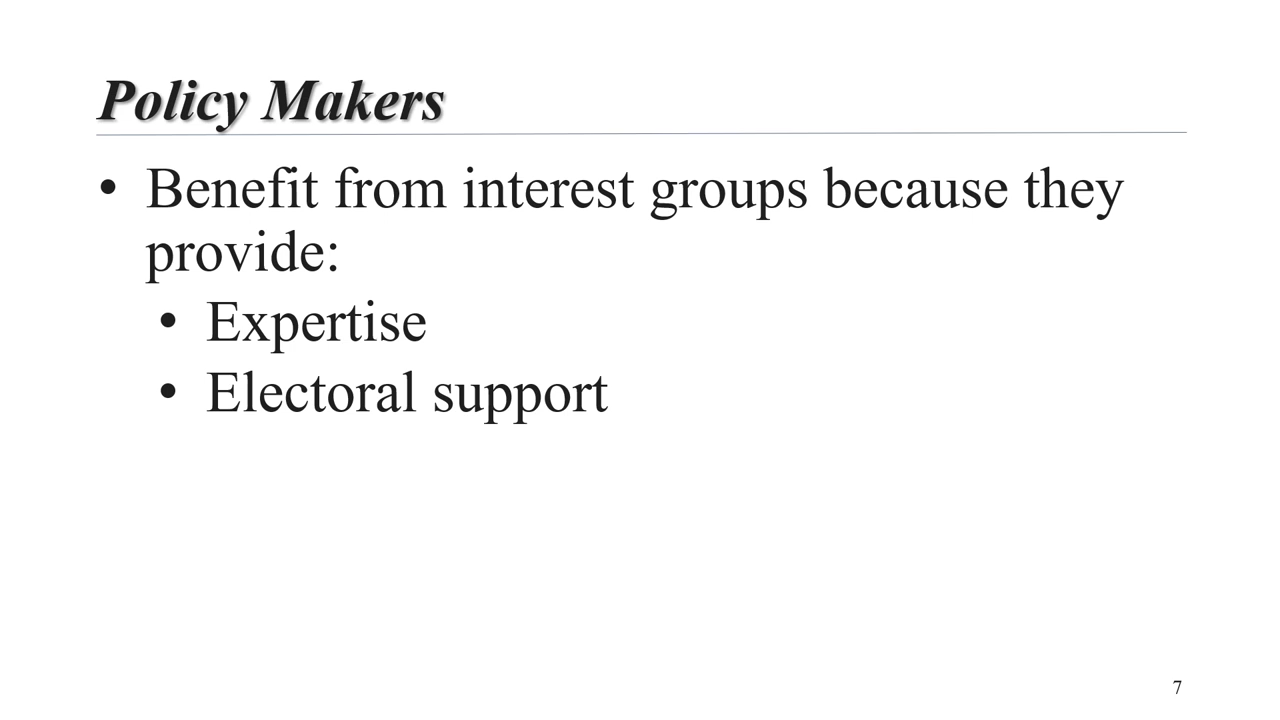 Policy Makers
• Benefit from interest groups because they
provide:
• Expertise
• Electoral support
7